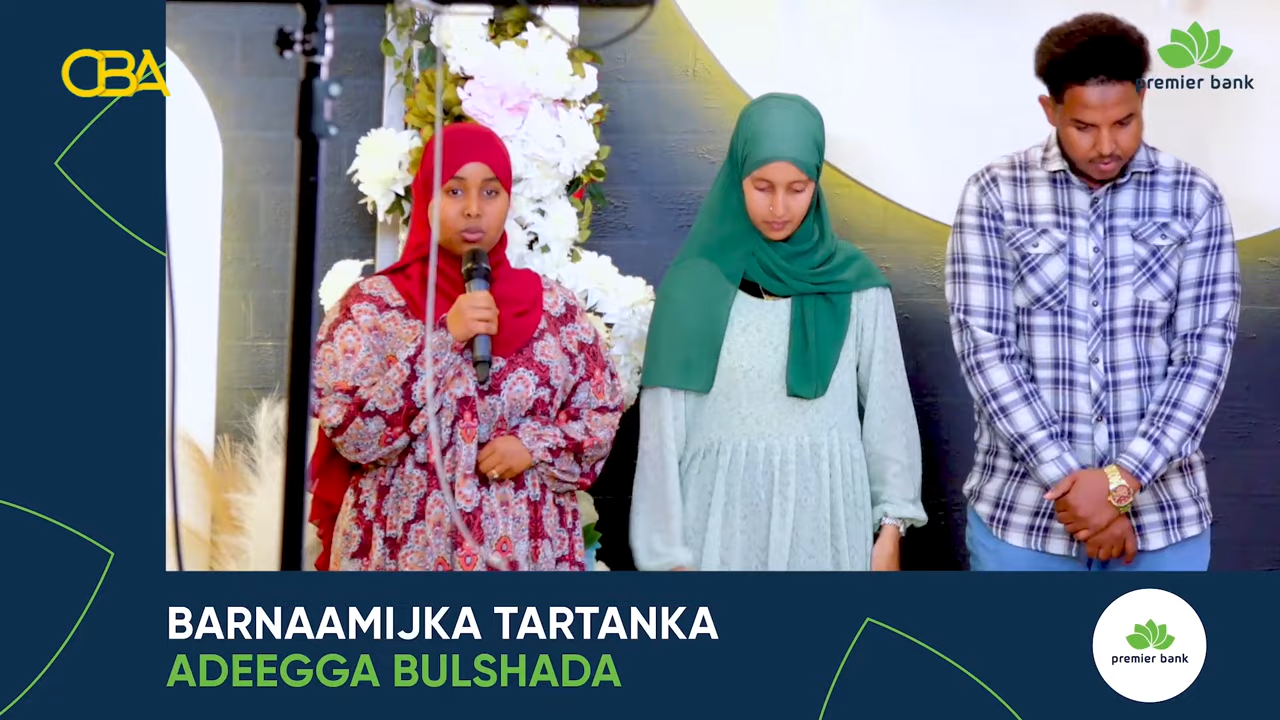 OBA
premier bank
BARNAAMIJKA TARTANKA
ADEEGGA BULSHADA
premier bank